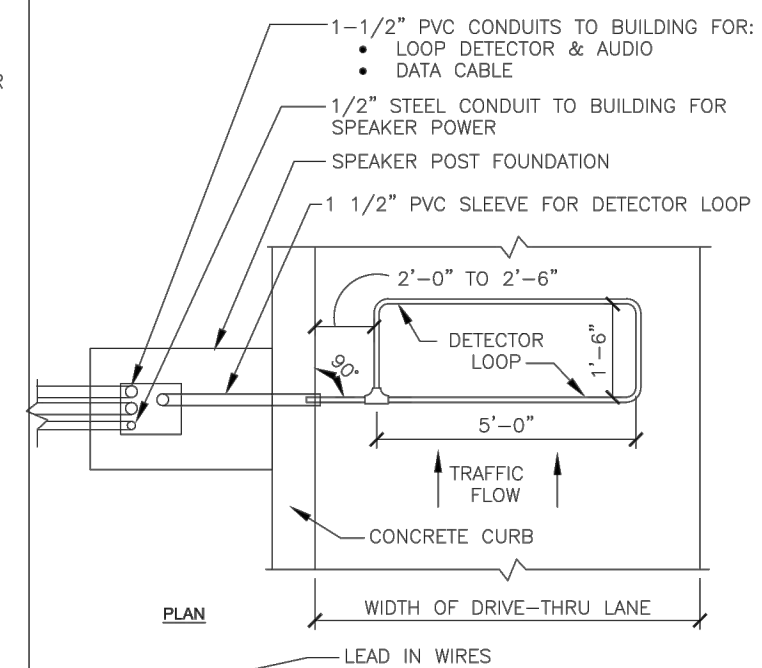 1-1/2" PVC CONDUITS TO BUILDING FOR:
• LOOP DETECTOR & AUDIO
• DATA CABLE
R
1/2" STEEL CONDUIT TO BUILDING FOR
SPEAKER POWER
SPEAKER POST FOUNDATION
1 1/2" PVC SLEEVE FOR DETECTOR LOOP
2'-0" TO 2'-6"
DETECTOR
LOOP
1'-6"
90°
5'-0"
TRAFFIC
FLOW
CONCRETE CURB
PLAN
WIDTH OF DRIVE-THRU LANE
LEAD IN WIRES